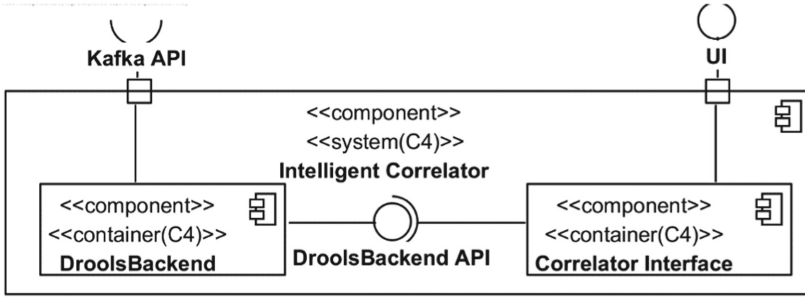 Kafka API
UI
<<component>>
<<system(C4)>>
Intelligent Correlator
<<component>>
<<container(C4)>>
DroolsBackend
DroolsBackend API
<<component>>
<<container(C4)>>
Correlator Interface